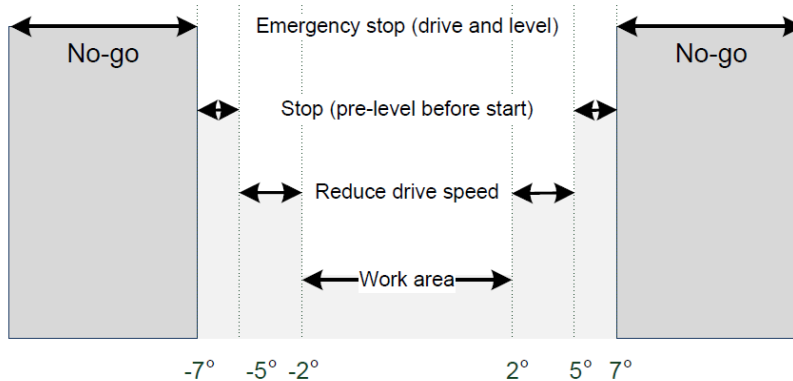 Emergency stop (drive and level)
No-go
No-go
Stop (pre-level before start)
Reduce drive speed
Work area
-7° -5° -2° 2° 5° 7°